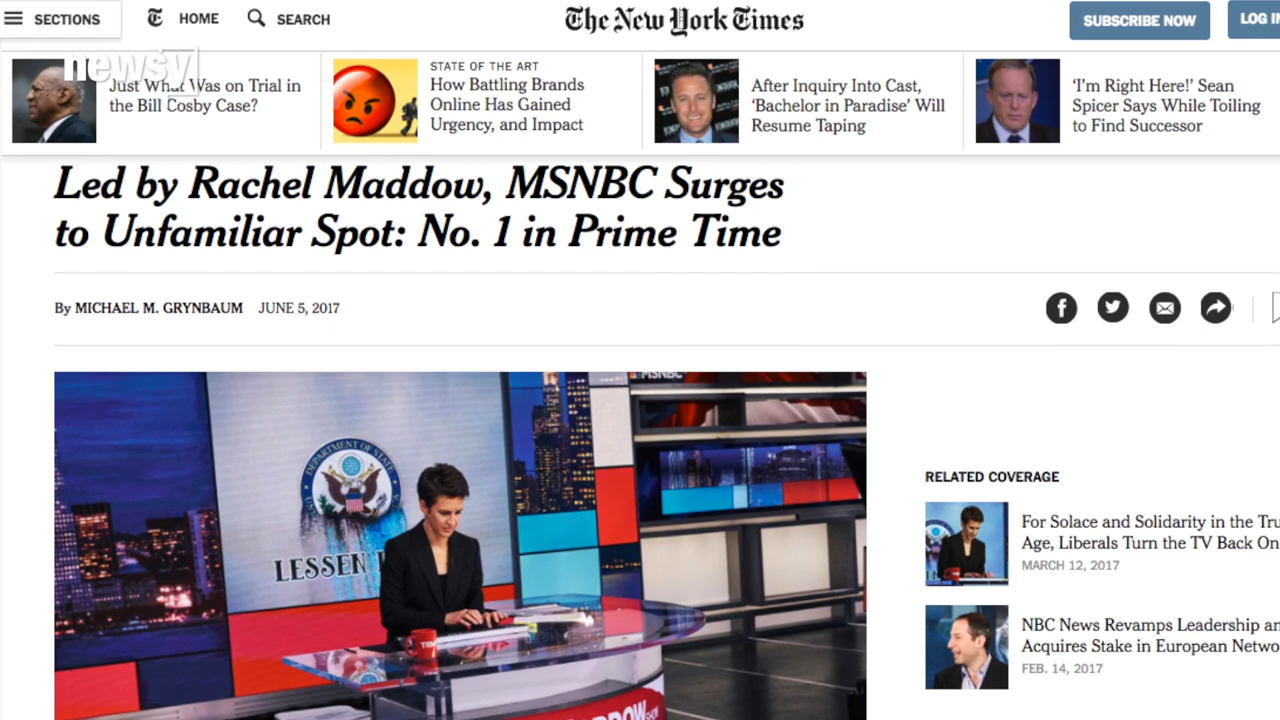 SECTIONS
HOME
SEARCH
The New York Times
SUBSCRIBE NOW
LOG IN
newsy
Just What Was on Trial in
the Bill Cosby Case?
STATE OF THE ART
How Battling Brands
Online Has Gained
Urgency, and Impact
After Inquiry Into Cast,
‘Bachelor in Paradise’ Will
Resume Taping
‘I’m Right Here!’ Sean
Spicer Says While Toiling
to Find Successor
Led by Rachel Maddow, MSNBC Surges
to Unfamiliar Spot: No. 1 in Prime Time
By MICHAEL M. GRYNBAUM JUNE 5, 2017
MSNBC
DEPARTMENT OF STATE
LESSEN
RELATED COVERAGE
For Solace and Solidarity in the
Age, Liberals Turn the TV Back On
MARCH 12, 2017
NBC News Revamps Leadership
Acquires Stake in European
FEB. 14, 2017